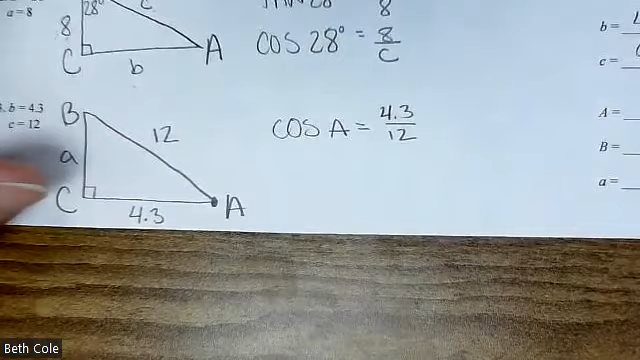 a = 8
28°
c
8
8
COS 28° = 8/C
C
b
A
b =
c =
b = 4.3
c = 12
B
12
a
C
4.3
A
COS A = 4.3/12
A =
B =
a =
Beth Cole